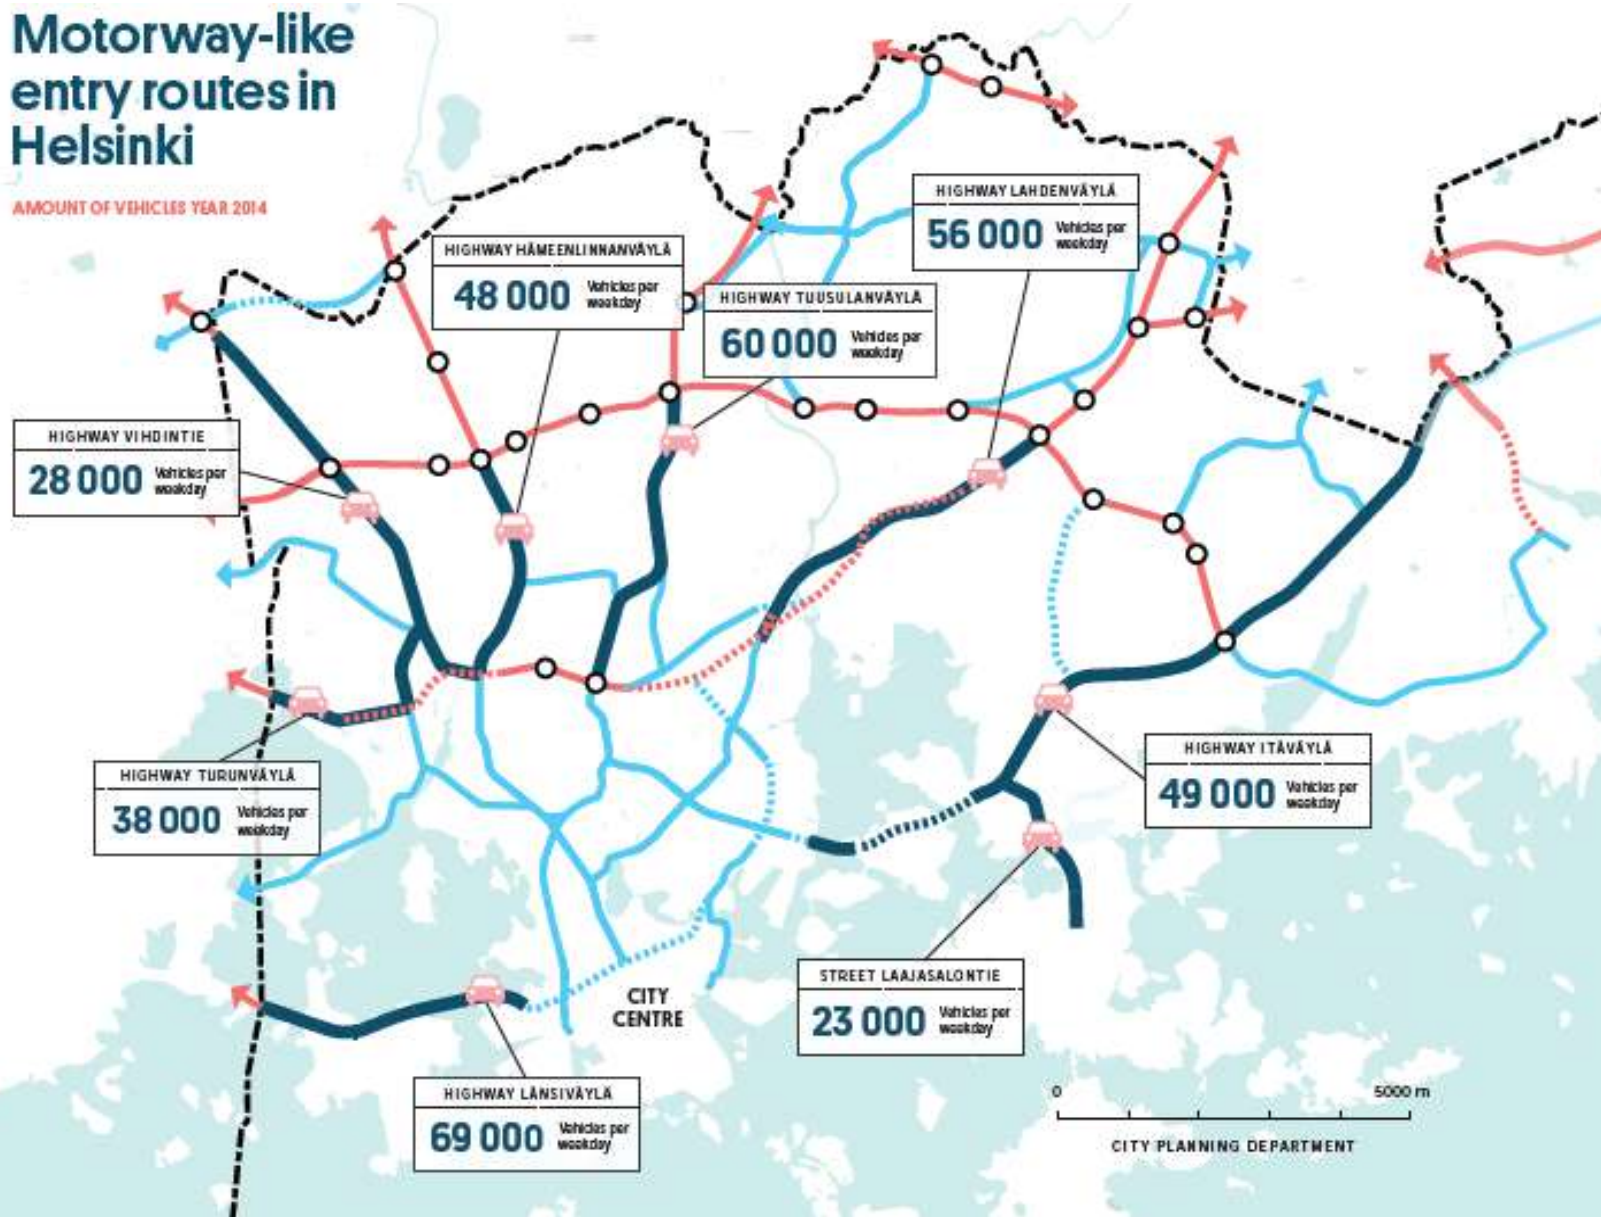 Motorway-like
entry routes in
Helsinki
AMOUNT OF VEHICLES YEAR 2014
HIGHWAY LAHDENVÄYLÄ
56 000 Vehicles per
weekday
HIGHWAY HÄMEENLINNANVÄYLÄ
48 000 Vehicles per
weekday
HIGHWAY TUUSULANVÄYLÄ
60 000 Vehicles per
weekday
HIGHWAY VIHDINTIE
28 000 Vehicles per
weekday
HIGHWAY TURUNVÄYLÄ
38 000 Vehicles per
weekday
HIGHWAY ITÄVÄYLÄ
49 000 Vehicles per
weekday
STREET LAAJASALONTIE
23 000 Vehicles per
weekday
CITY
CENTRE
HIGHWAY LÄNSIVÄYLÄ
69 000 Vehicles per
weekday
0 5000 m
CITY PLANNING DEPARTMENT